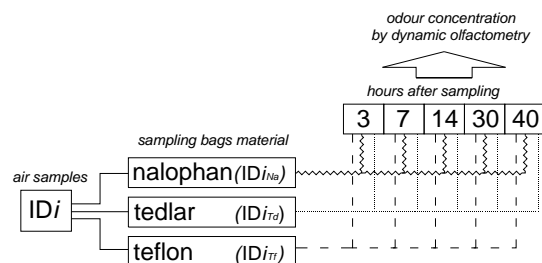 odour concentration
by dynamic olfactometry
hours after sampling
3 7 14 30 40
sampling bags material
air samples
nalophan (IDiNa)
IDi
tedlar (IDiTd)
teflon (IDiTf)